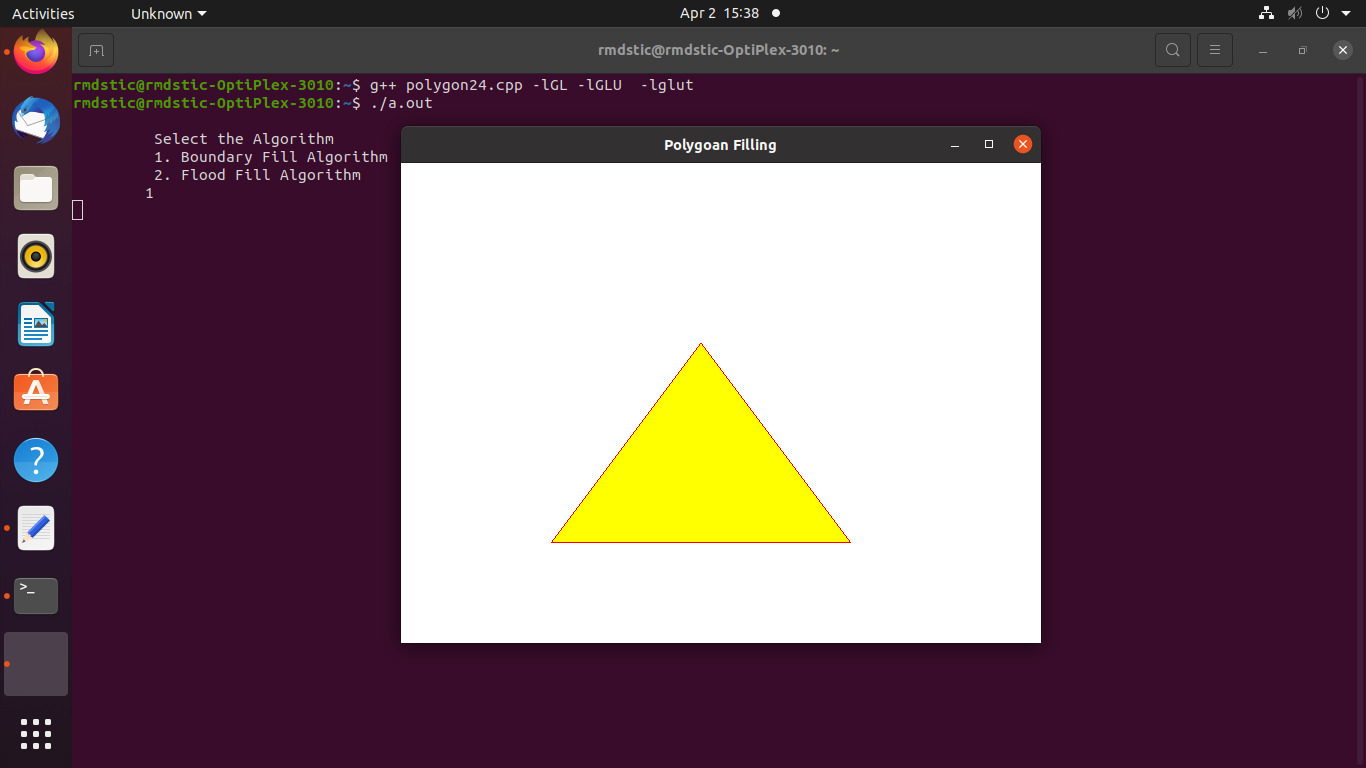 Activities
Unknown
Apr 2 15:38
rmdstic@rmdstic-OptiPlex-3010: ~
rmdstic@rmdstic-OptiPlex-3010:~$ g++ polygon24.cpp -lGL -lGLU  -lglut
rmdstic@rmdstic-OptiPlex-3010:~$ ./a.out
Select the Algorithm
1. Boundary Fill Algorithm
2. Flood Fill Algorithm
1
Polygoan Filling